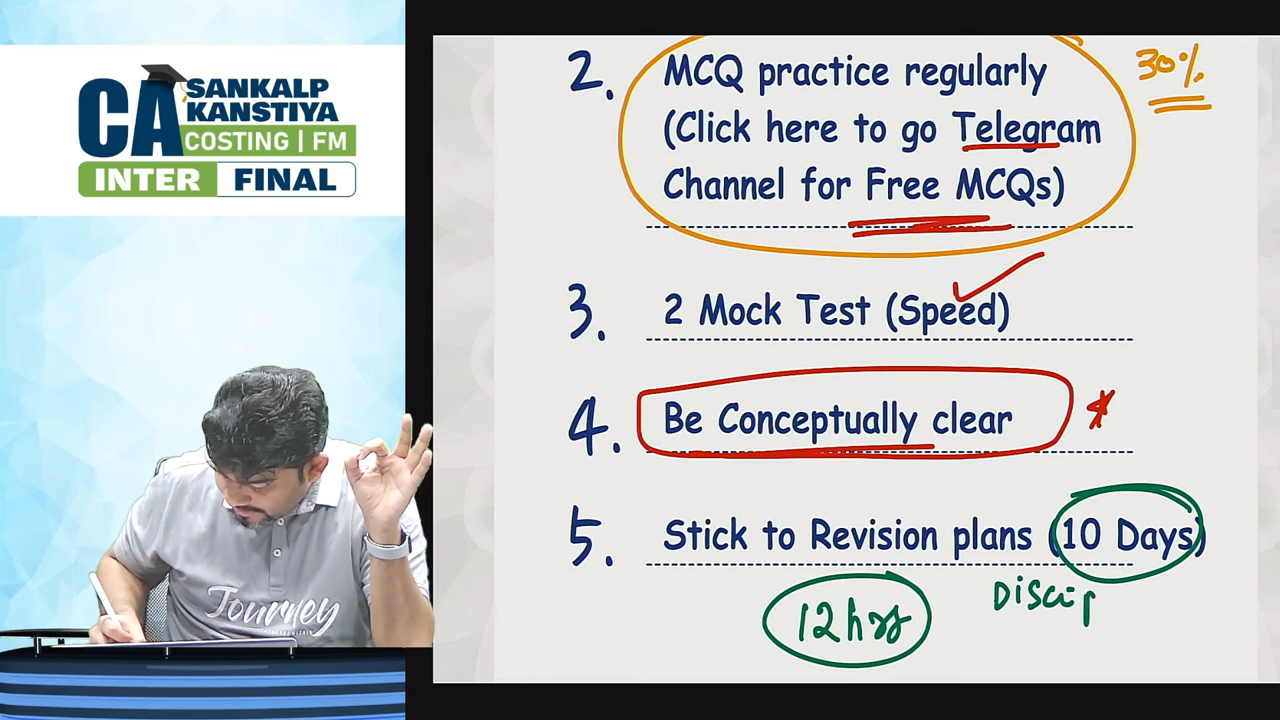 CA SANKALP
KANSTIYA
COSTING | FM
INTER FINAL
Journey
2. MCQ practice regularly 30%
(Click here to go Telegram
Channel for Free MCQs)
3. 2 Mock Test (Speed)
4. Be Conceptually clear
5. Stick to Revision plans (10 Days)
12hrs Discip